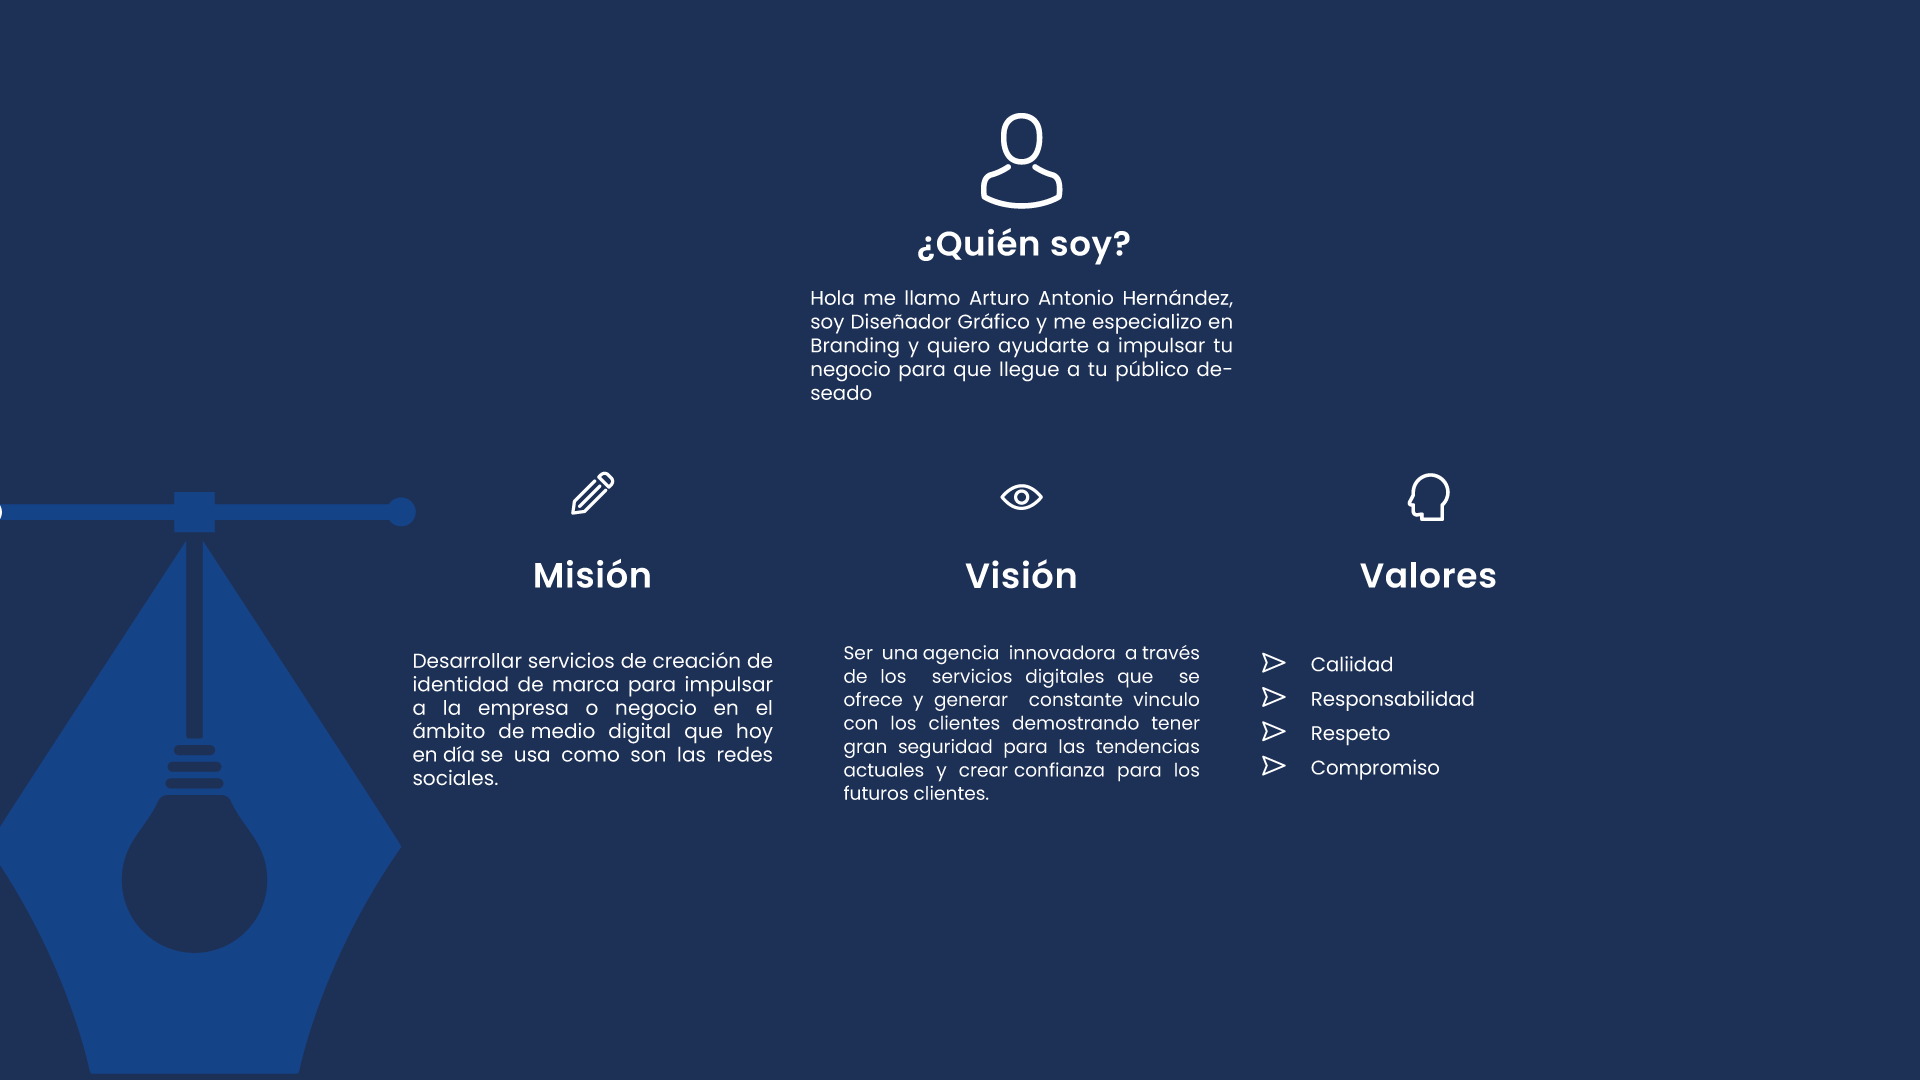 ¿Quién soy?
Hola me llamo Arturo Antonio Hernández,
soy Diseñador Gráfico y me especializo en
Branding y quiero ayudarte a impulsar tu
negocio para que llegue a tu público de-
seado
Misión
Desarrollar servicios de creación de
identidad de marca para impulsar
a la empresa o negocio en el
ámbito de medio digital que hoy
en día se usa como son las redes
sociales.
Visión
Ser una agencia innovadora a través
de los servicios digitales que se
ofrece y generar constante vinculo
con los clientes demostrando tener
gran seguridad para las tendencias
actuales y crear confianza para los
futuros clientes.
Valores
Caliidad
Responsabilidad
Respeto
Compromiso